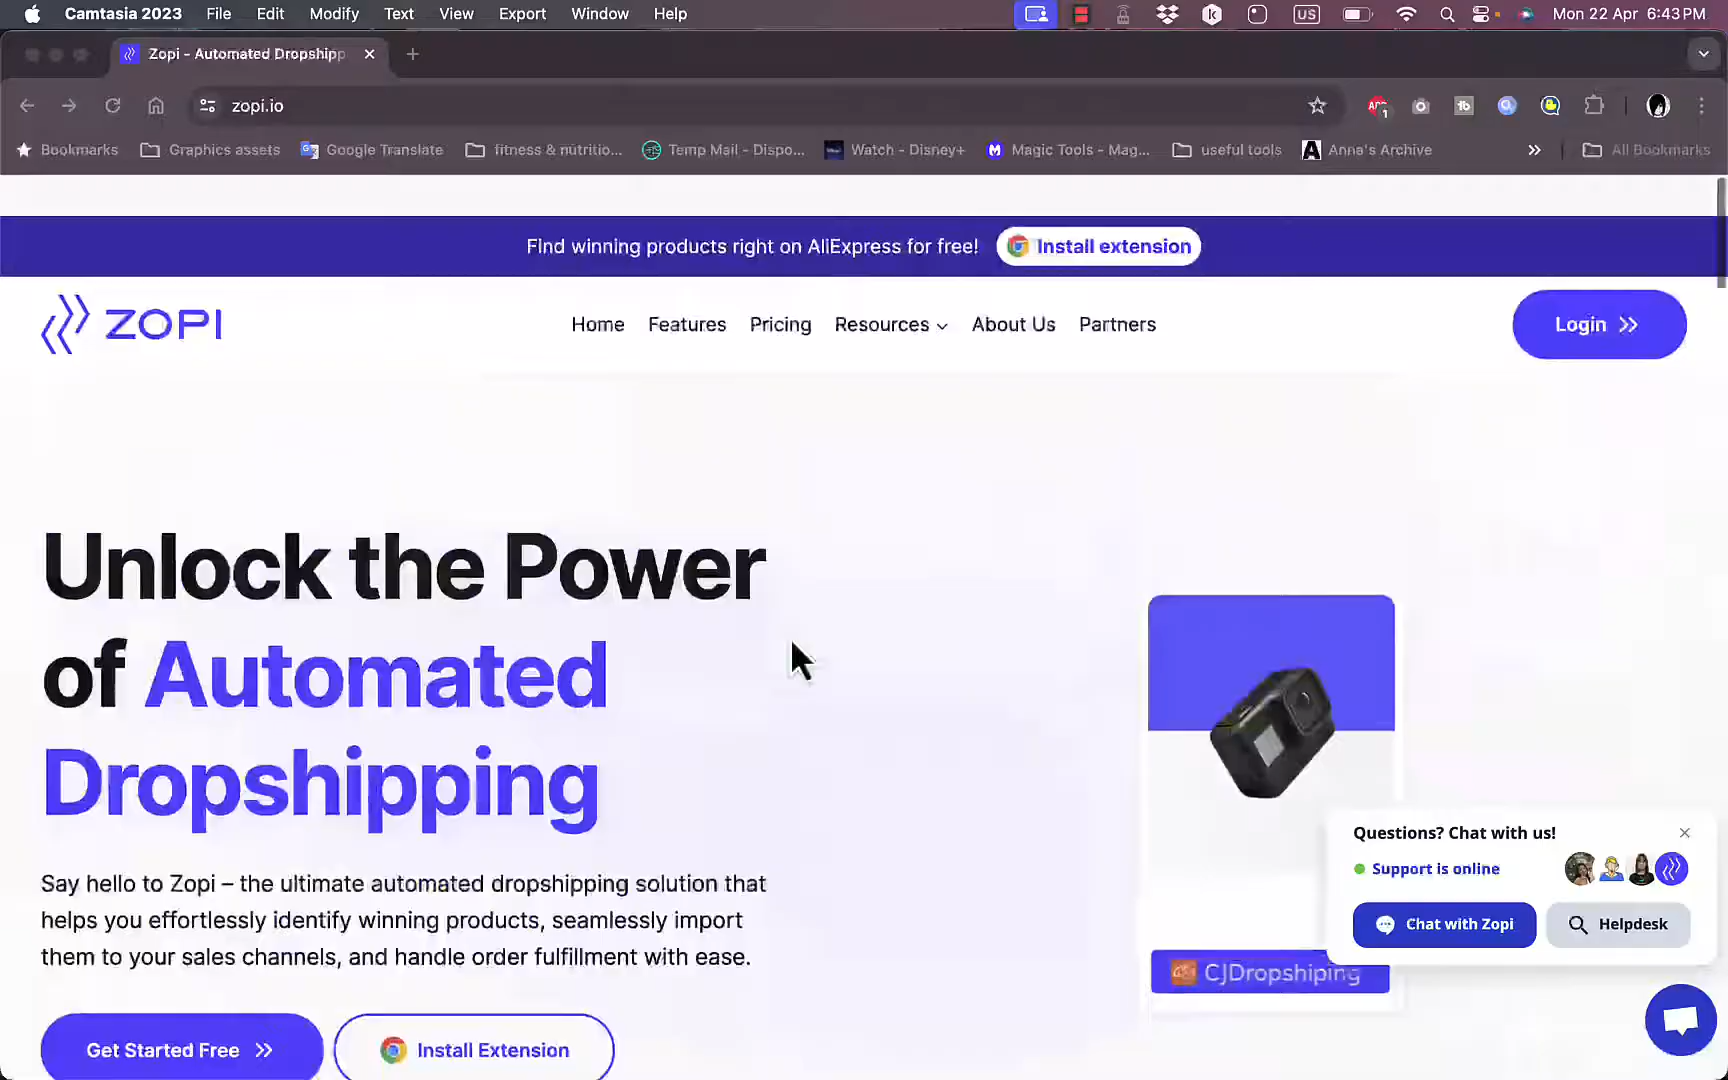 Camtasia 2023 File Edit Modify Text View Export Window Help US Mon 22 Apr 6:43 PM
Zopi - Automated Dropshipp
zopi.io
Bookmarks Graphics assets Google Translate fitness & nutritio... Temp Mail - Dispo... Watch - Disney+ Magic Tools - Mag... useful tools Anna's Archive All Bookmarks
Find winning products right on AliExpress for free! Install extension
ZOPI Home Features Pricing Resources About Us Partners Login
Unlock the Power
of Automated
Dropshipping
Say hello to Zopi – the ultimate automated dropshipping solution that
helps you effortlessly identify winning products, seamlessly import
them to your sales channels, and handle order fulfillment with ease.
Get Started Free Install Extension
CJDropshiping
Questions? Chat with us!
Support is online
Chat with Zopi Helpdesk